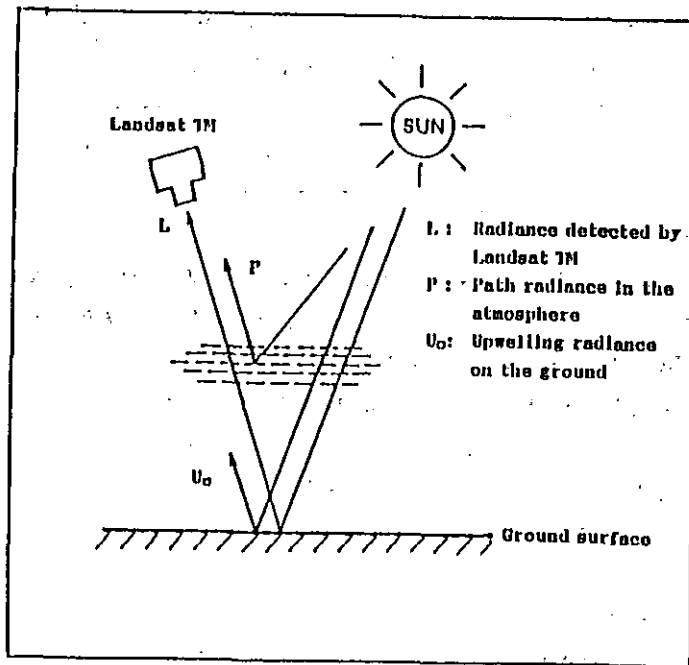 Landsat TM
SUN
L
L : Radiance detected by
Landsat TM
P
P : Path radiance in the
atmosphere
U₀: Upwelling radiance
on the ground
U₀
Ground surface